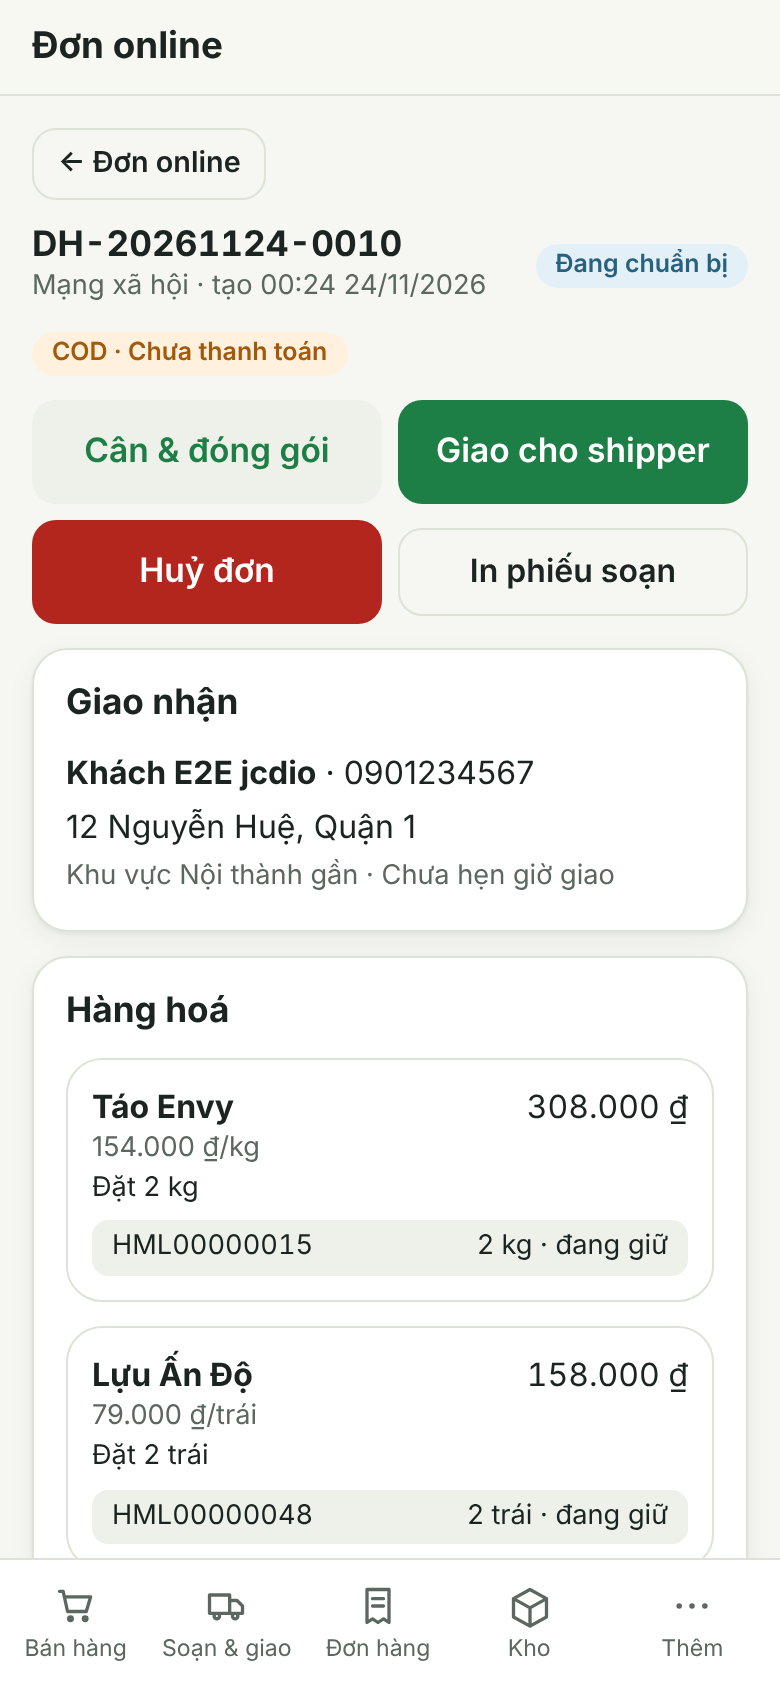 Đơn online
← Đơn online
DH-20261124-0010
Mạng xã hội · tạo 00:24 24/11/2026
Đang chuẩn bị
COD · Chưa thanh toán
Cân & đóng gói
Giao cho shipper
Huỷ đơn
In phiếu soạn
Giao nhận
Khách E2E jcdio · 0901234567
12 Nguyễn Huệ, Quận 1
Khu vực Nội thành gần · Chưa hẹn giờ giao
Hàng hoá
Táo Envy 308.000 ₫
154.000 ₫/kg
Đặt 2 kg
HML00000015 2 kg · đang giữ
Lựu Ấn Độ 158.000 ₫
79.000 ₫/trái
Đặt 2 trái
HML00000048 2 trái · đang giữ
Bán hàng Soạn & giao Đơn hàng Kho Thêm